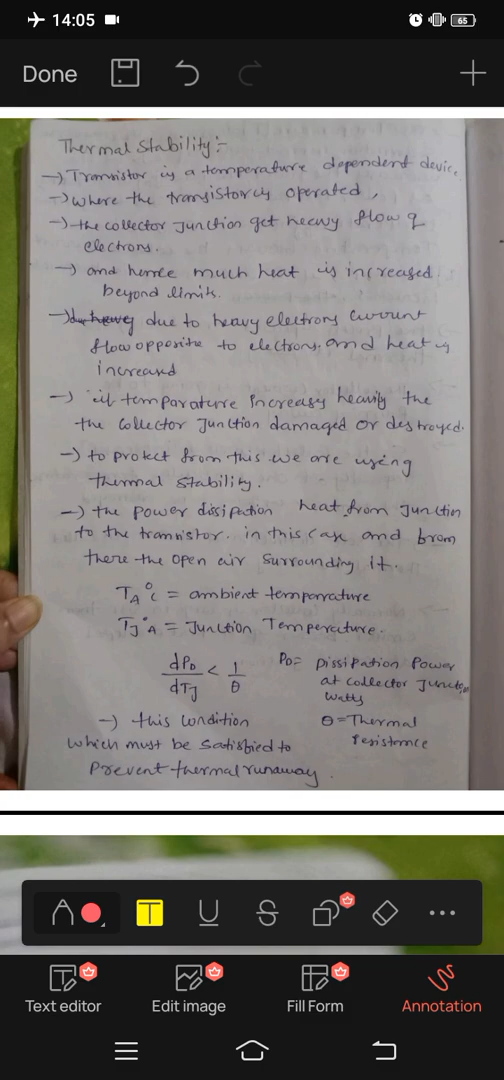 14:05
65
Done
Thermal Stability:-
→ Transistor is a temperature dependent device.
→ where the transistor is operated,
→ the collector Junction get heavy flow of
electrons.
→ and hence much heat is increased
beyond limits.
→ due to heavy electrons current
flow opposite to electrons. and heat is
increased
→ temparature increases heavily the
the collector Junction damaged or destroyed.
→ to protect from this we are using
thermal stability.
→ the power dissipation heat from Junction
to the transistor. in this case and from
there the open air surrounding it.
TA°C = ambient temparature
TJ°A = Junction Temperature.
dPD/dTJ < 1/θ
PD = Dissipation Power
at collector Junction
watts
→ this condition
θ = Thermal
which must be satisfied to
resistance
Prevent thermal runaway.
T
U
S
Text editor
Edit image
Fill Form
Annotation